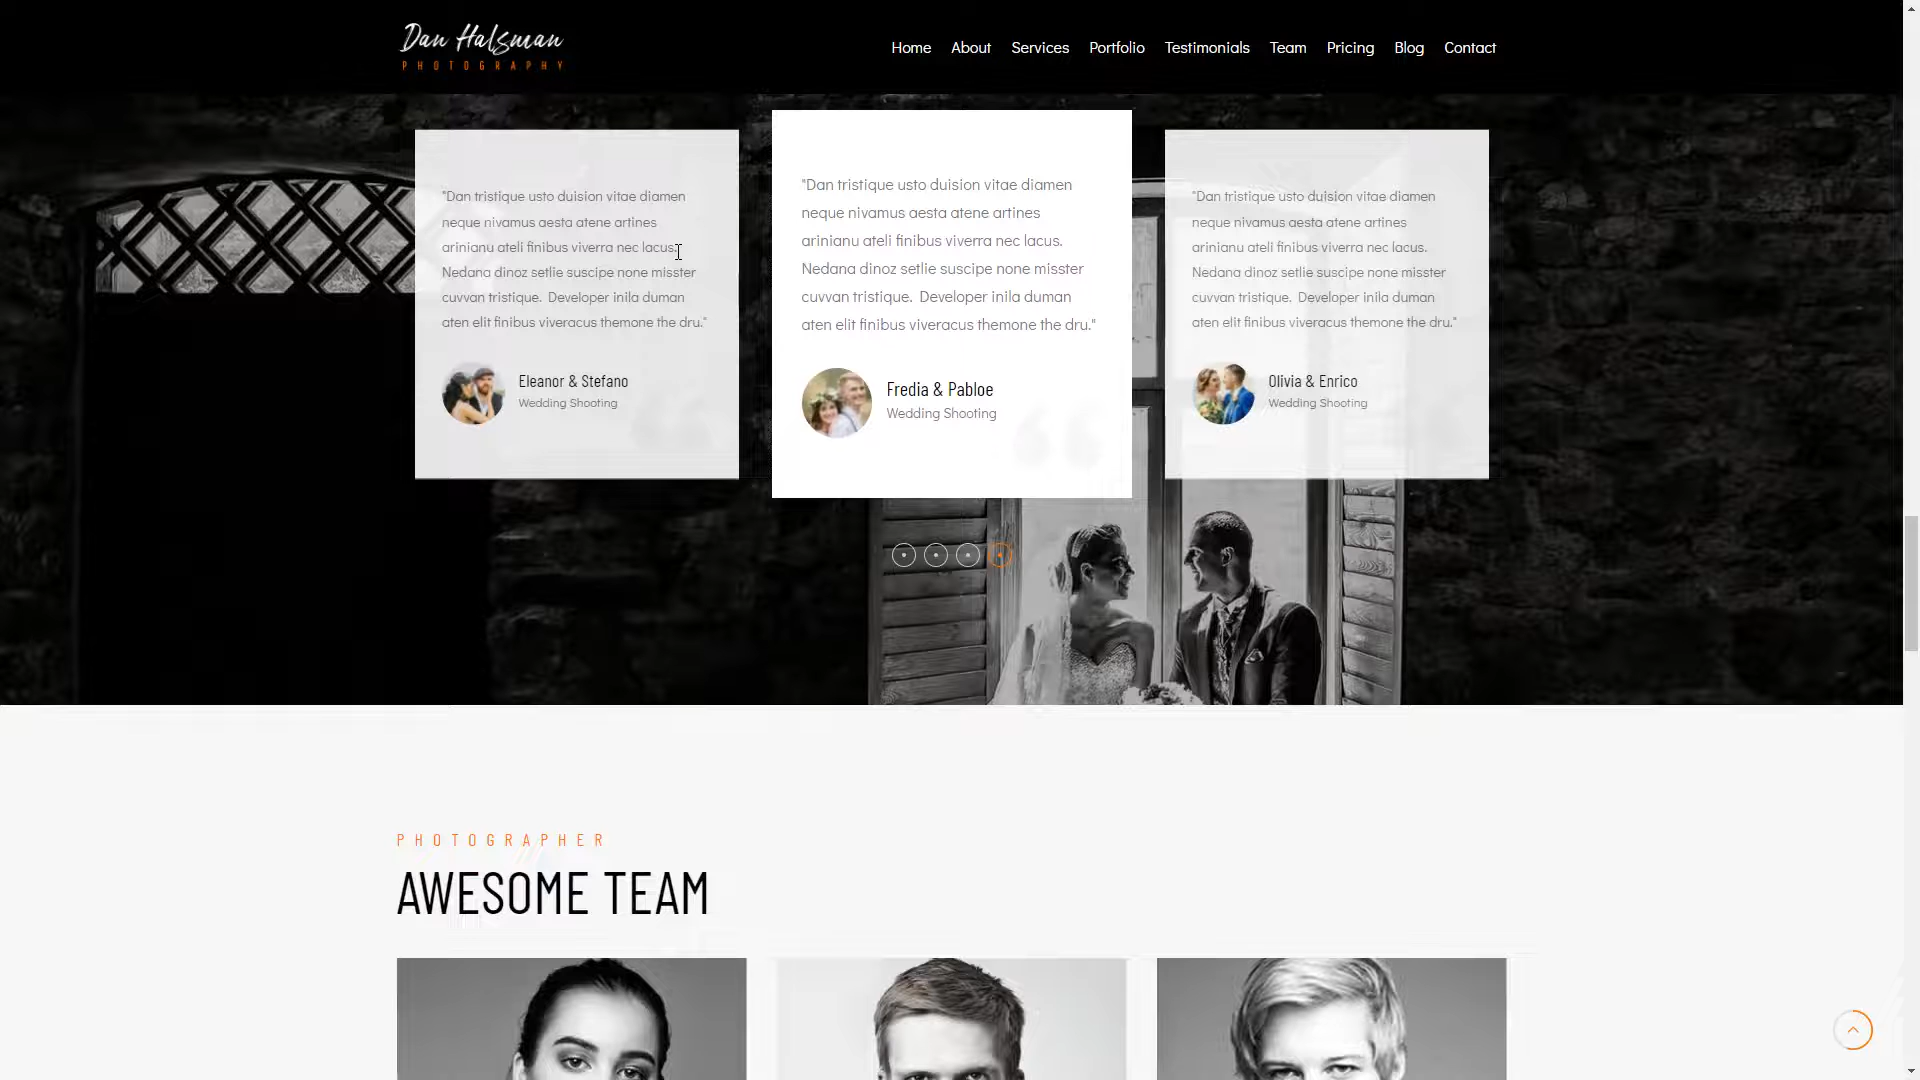 Dan Halsman
PHOTOGRAPHY
Home About Services Portfolio Testimonials Team Pricing Blog Contact
"Dan tristique usto duision vitae diamen
neque nivamus aesta atene artines
arinianu ateli finibus viverra nec lacus.
Nedana dinoz setlie suscipe none misster
cuvvan tristique. Developer inila duman
aten elit finibus viveracus themone the dru."
Eleanor & Stefano
Wedding Shooting
"Dan tristique usto duision vitae diamen
neque nivamus aesta atene artines
arinianu ateli finibus viverra nec lacus.
Nedana dinoz setlie suscipe none misster
cuvvan tristique. Developer inila duman
aten elit finibus viveracus themone the dru."
Fredia & Pabloe
Wedding Shooting
"Dan tristique usto duision vitae diamen
neque nivamus aesta atene artines
arinianu ateli finibus viverra nec lacus.
Nedana dinoz setlie suscipe none misster
cuvvan tristique. Developer inila duman
aten elit finibus viveracus themone the dru."
Olivia & Enrico
Wedding Shooting
PHOTOGRAPHER
AWESOME TEAM